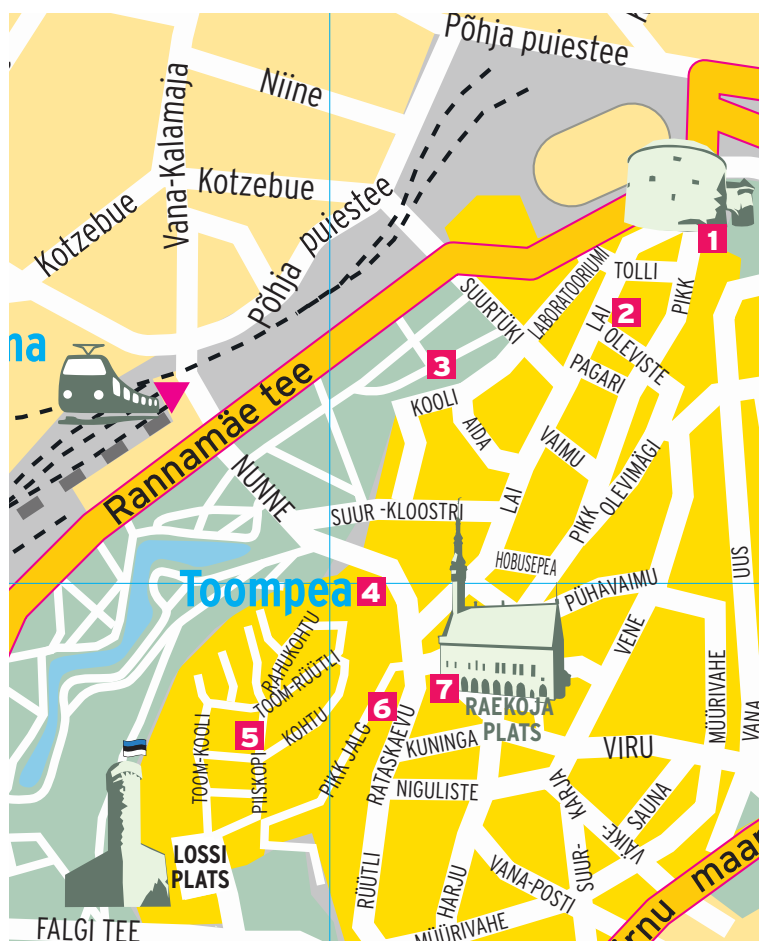 Põhja puiestee
Niine
Vana-Kalamaja
Kotzebue
Kotzebue
Põhja puiestee
1
TOLLI
LABORATOORIUMI
PIKK
SUURTÜKI
LAI
2
OLEVISTE
na
3
PAGARI
KOOLI
AIDA
VAIMU
Rannamäe tee
NUNNE
LAI
PIKK
OLEVIMÄGI
SUUR -KLOOSTRI
HOBUSEPEA
UUS
Toompea
4
PÜHAVAIMU
RAHUKOHTU
TOOM-RÜÜTLI
VENE
MÜÜRIVAHE
VANA
7
6
RAEKOJA
PLATS
5
KOHTU
TOOM-KOOLI
PIISKOPI
PIKK JALG
RATASKAEVU
KUNINGA
VIRU
NIGULISTE
SUUR-
KARJA
SAUNA
VÄIKE-
LOSSI
PLATS
RÜÜTLI
HARJU
VANA-POSTI
MÜÜRIVAHE
FALGI TEE
rnu maan